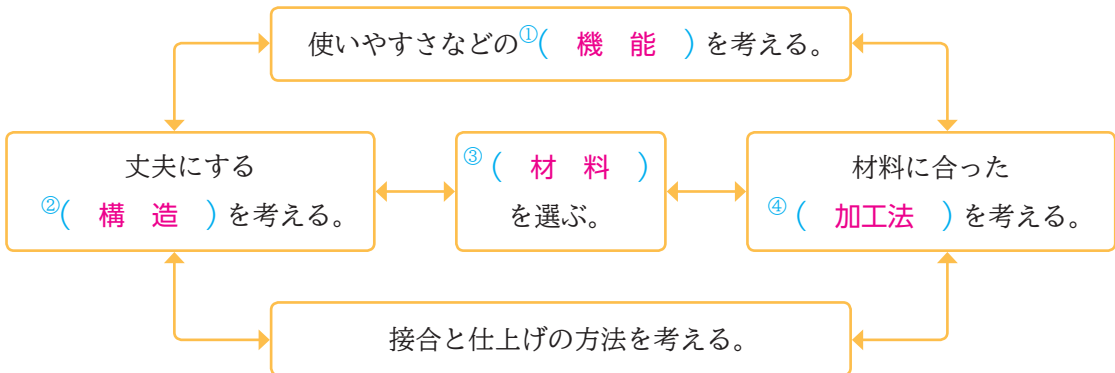 使いやすさなどの①( 機 能 )を考える。
丈夫にする
②( 構 造 )を考える。
③( 材 料 )
を選ぶ。
材料に合った
④( 加工法 )を考える。
接合と仕上げの方法を考える。